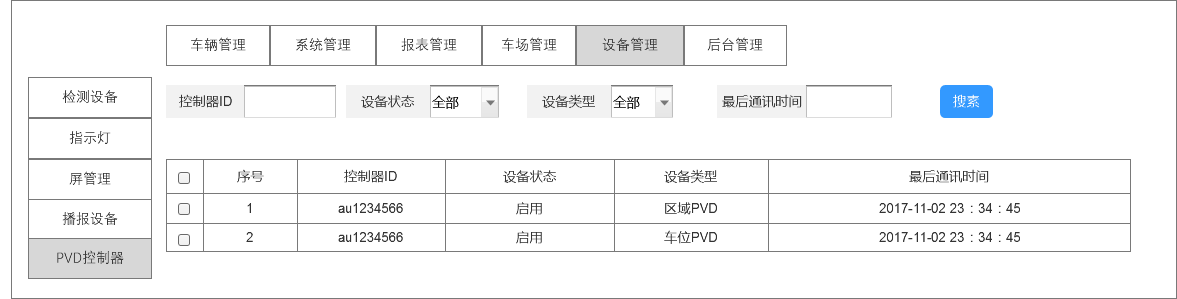 车辆管理 系统管理 报表管理 车场管理 设备管理 后台管理
检测设备
指示灯
屏管理
播报设备
PVD控制器
控制器ID 设备状态 全部 设备类型 全部 最后通讯时间 搜素
序号 控制器ID 设备状态 设备类型 最后通讯时间
1 au1234566 启用 区域PVD 2017-11-02 23：34：45
2 au1234566 启用 车位PVD 2017-11-02 23：34：45